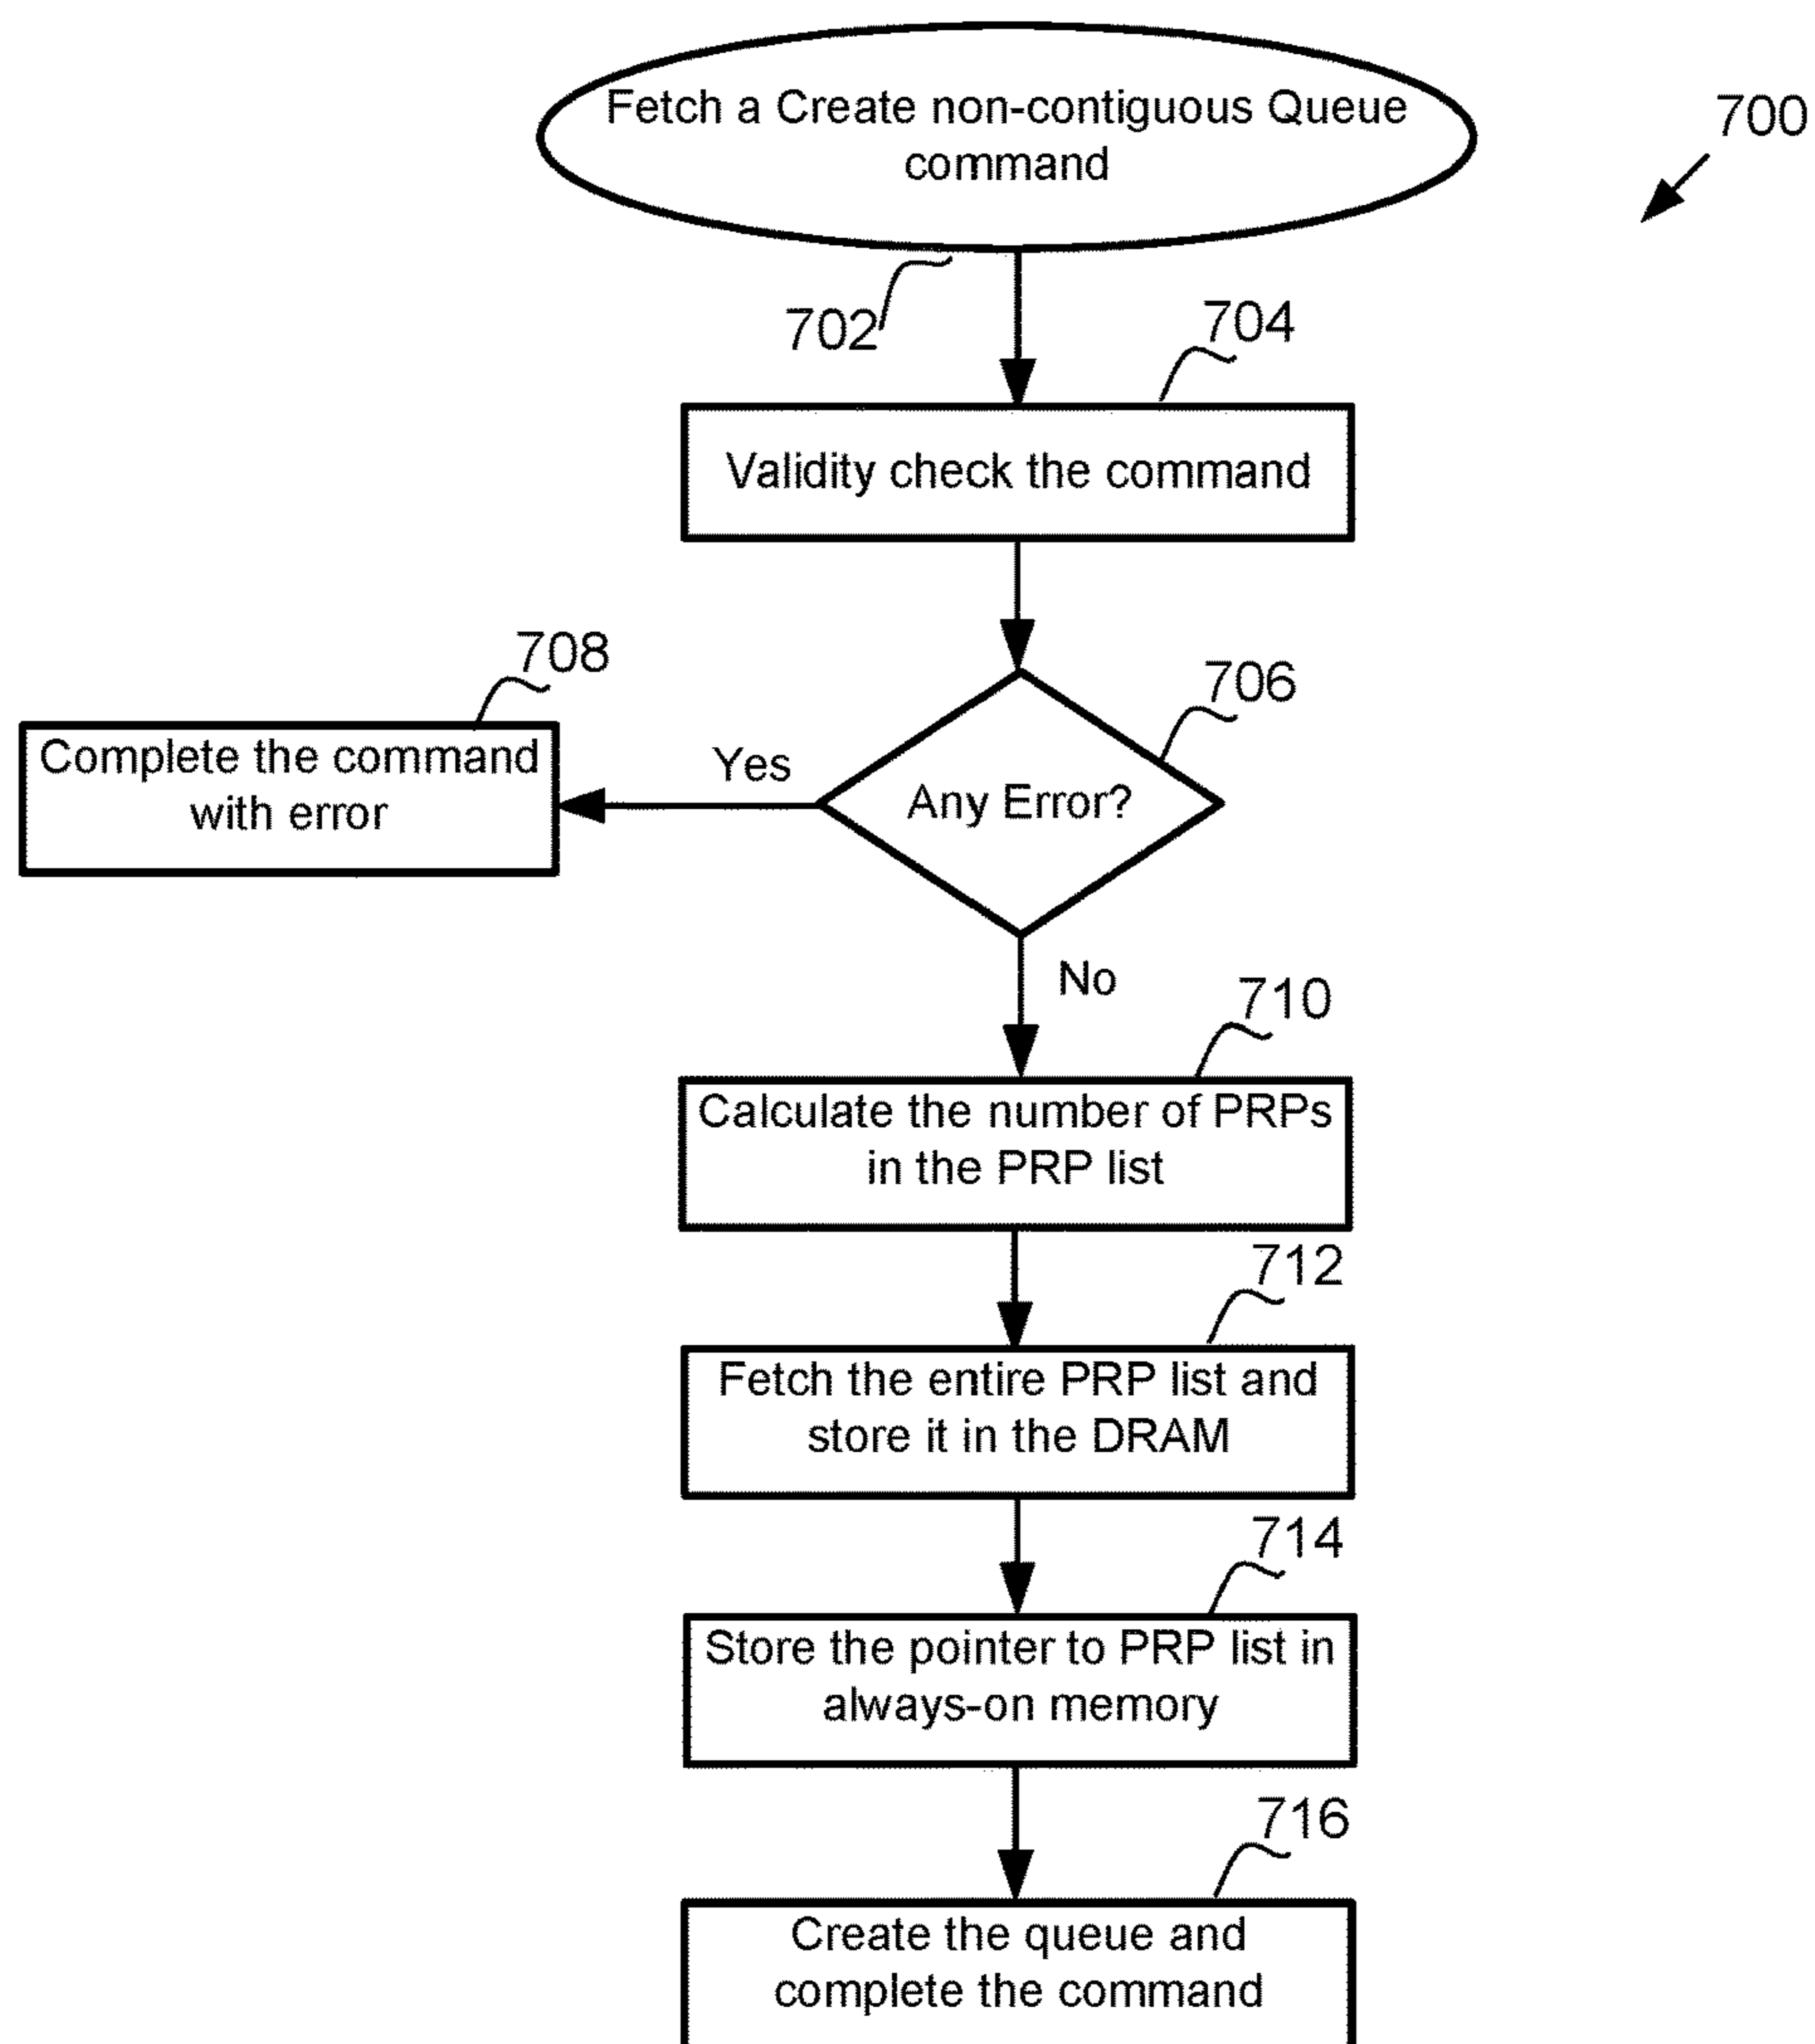 Fetch a Create non-contiguous Queue
command
700
702
704
Validity check the command
708
706
Complete the command
with error
Yes
Any Error?
No
710
Calculate the number of PRPs
in the PRP list
712
Fetch the entire PRP list and
store it in the DRAM
714
Store the pointer to PRP list in
always-on memory
716
Create the queue and
complete the command